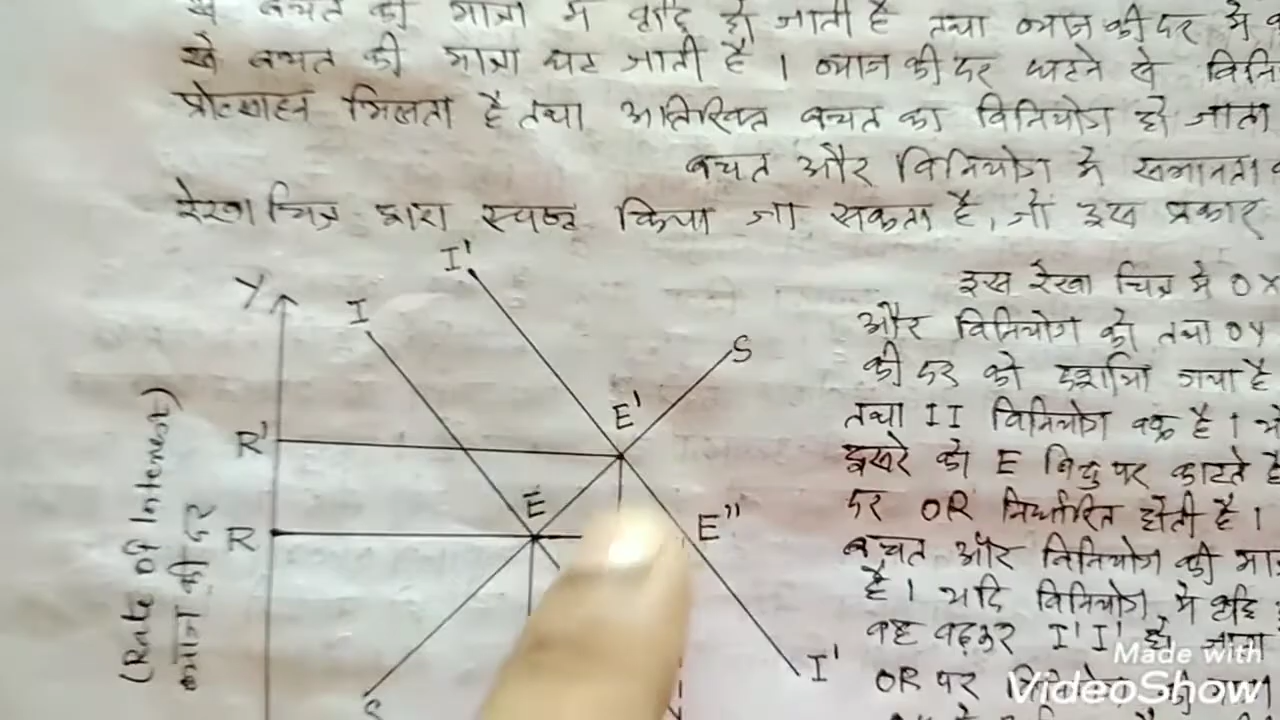 से बचत की मात्रा में वृद्धि हो जाती है तथा ब्याज की दर में
से बचत की मात्रा घट जाती है । ब्याज की दर घटने से विनि
प्रोत्साहन मिलता है तथा अतिरिक्त बचत का विनियोग हो जाता
बचत और विनियोग में समानता
रेखाचित्र द्वारा स्पष्ट किया जा सकता है, जो इस प्रकार
I'
Y
I
S
E'
R'
E
R
E"
I'
S
(Rate of Interest)
ब्याज की दर
इस रेखा चित्र में OX
और विनियोग को तथा OY
की दर को दर्शाया गया है
तथा II विनियोग वक्र है । ये
दूसरे को E बिंदु पर काटते है
दर OR निर्धारित होती है ।
बचत और विनियोग की मा
है । यदि विनियोग में वृद्धि
वह बढ़कर I'I' हो जाता
OR पर विनियोग की
Made with
VideoShow